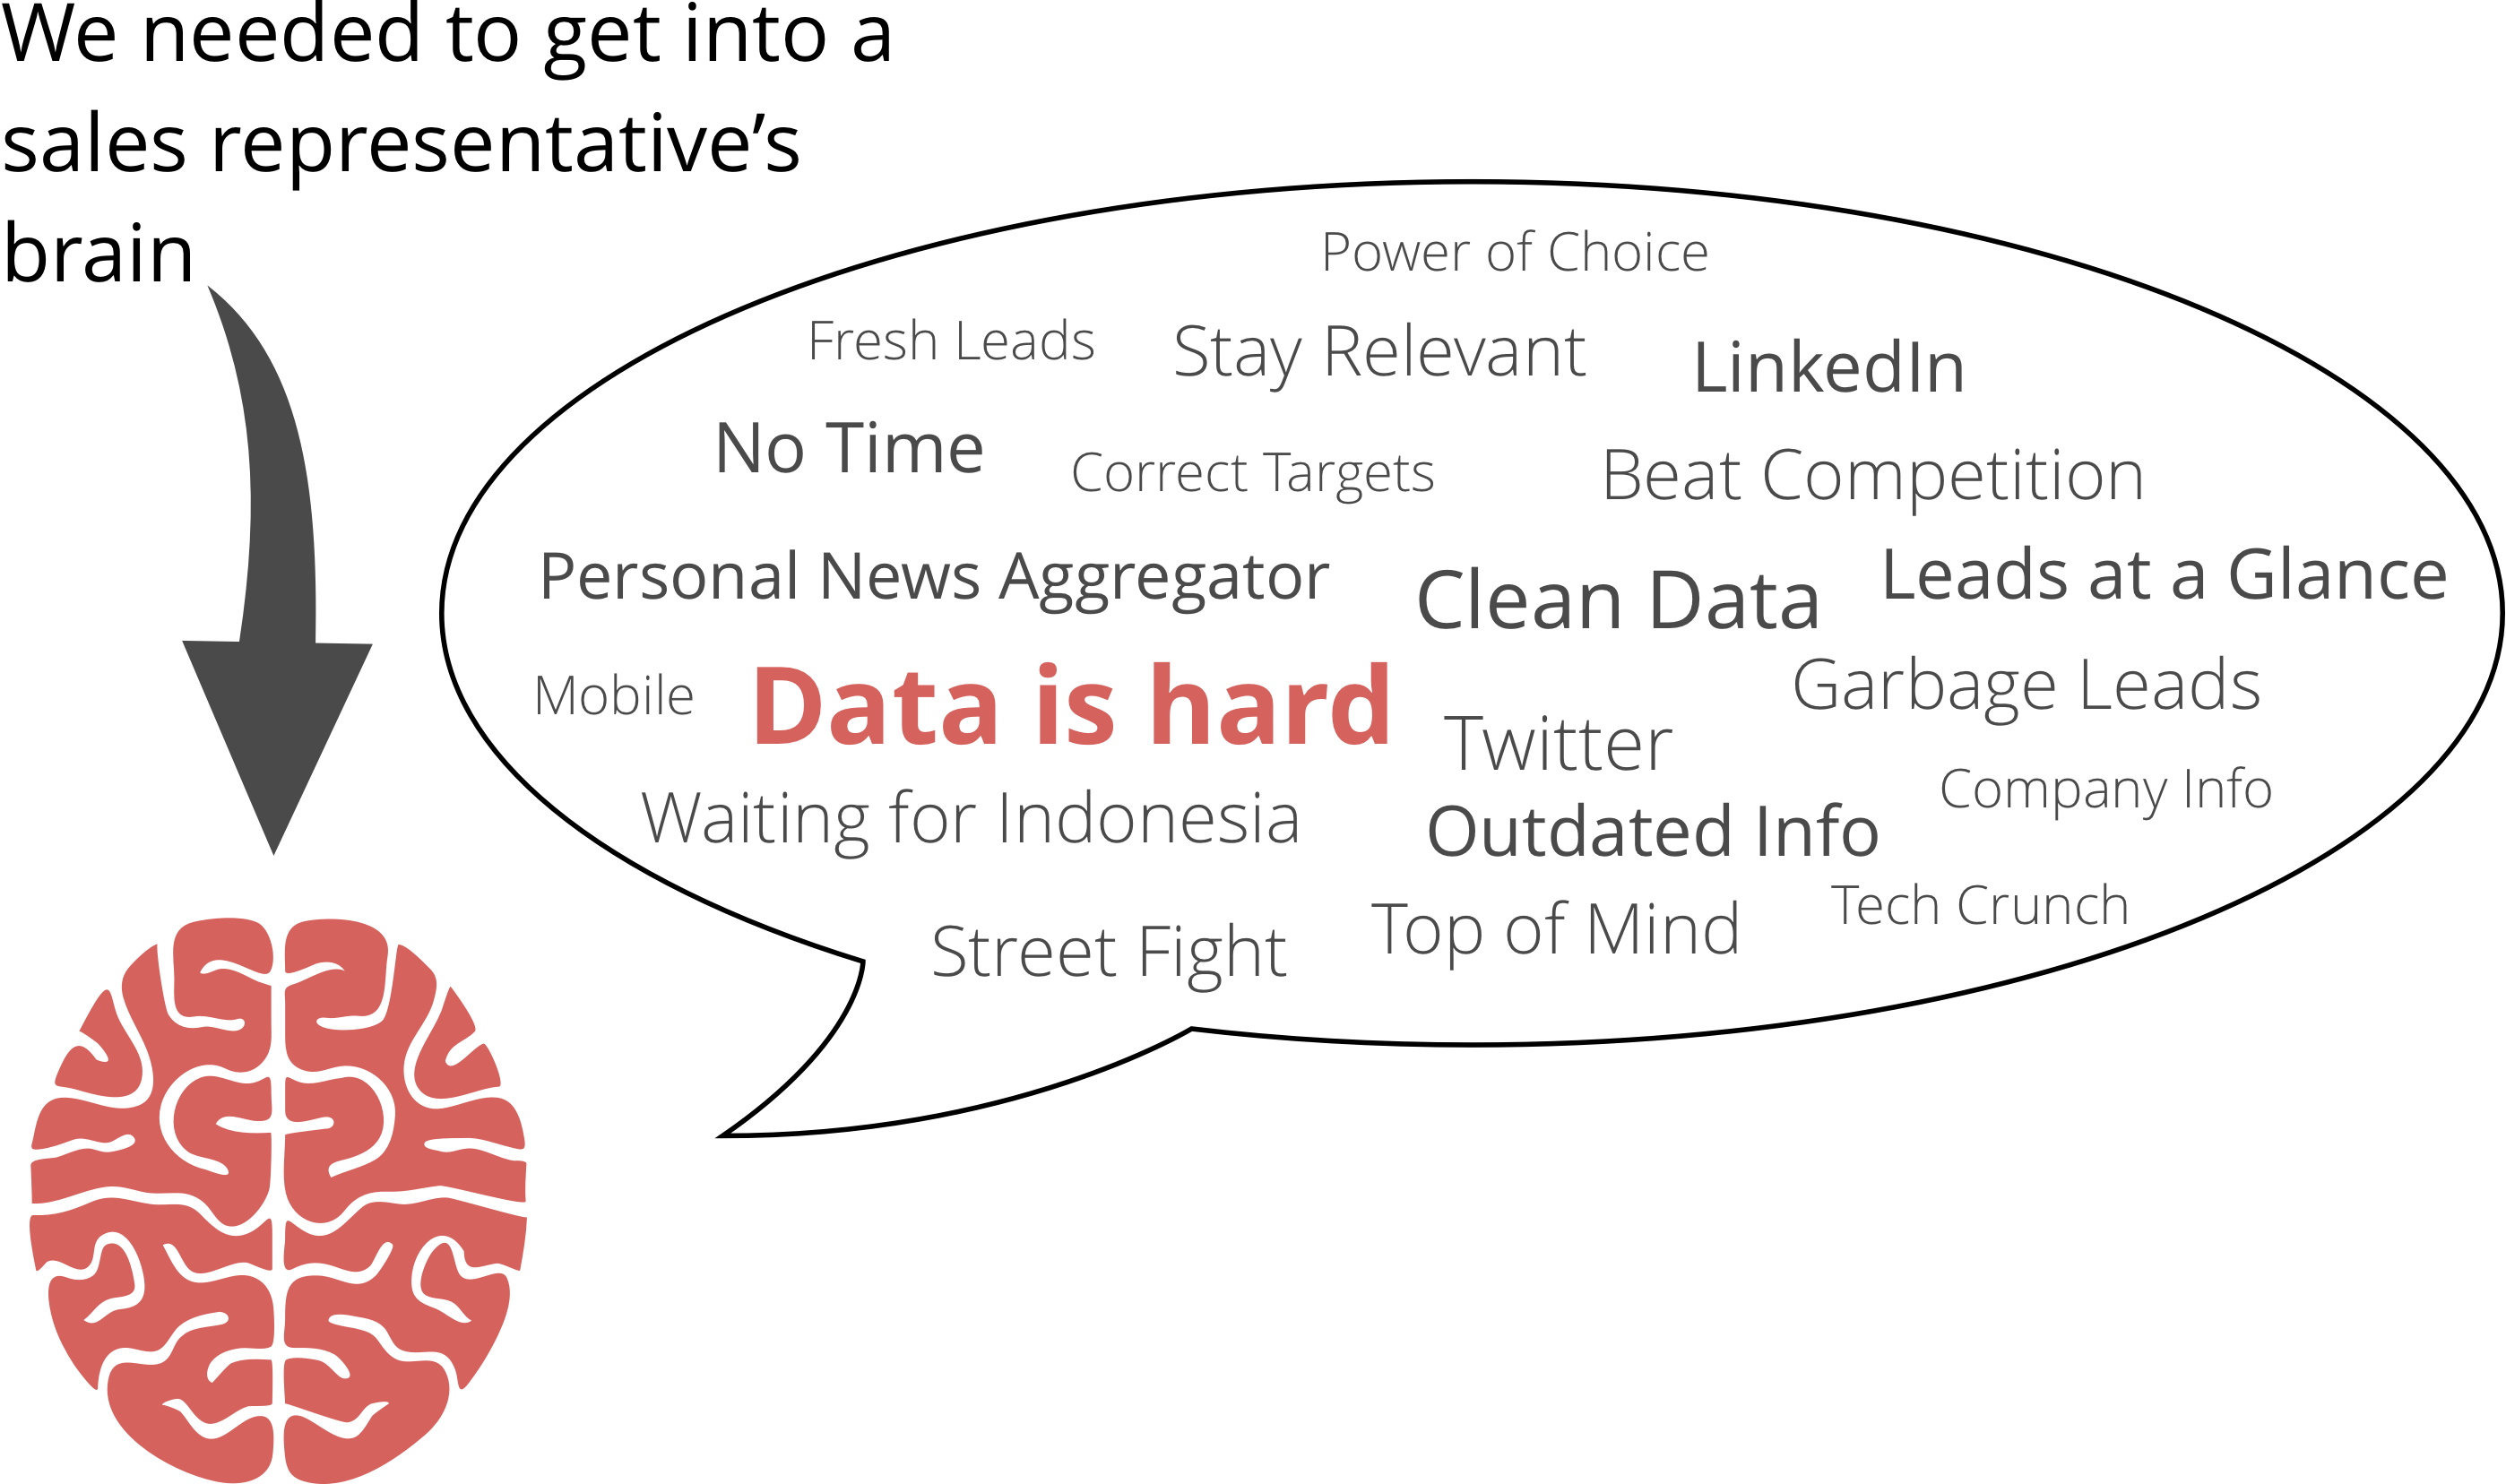 We needed to get into a
sales representative’s
brain
Power of Choice
Fresh Leads
Stay Relevant
LinkedIn
No Time
Correct Targets
Beat Competition
Personal News Aggregator
Clean Data
Leads at a Glance
Mobile
Data is hard
Garbage Leads
Twitter
Waiting for Indonesia
Company Info
Outdated Info
Street Fight
Top of Mind
Tech Crunch